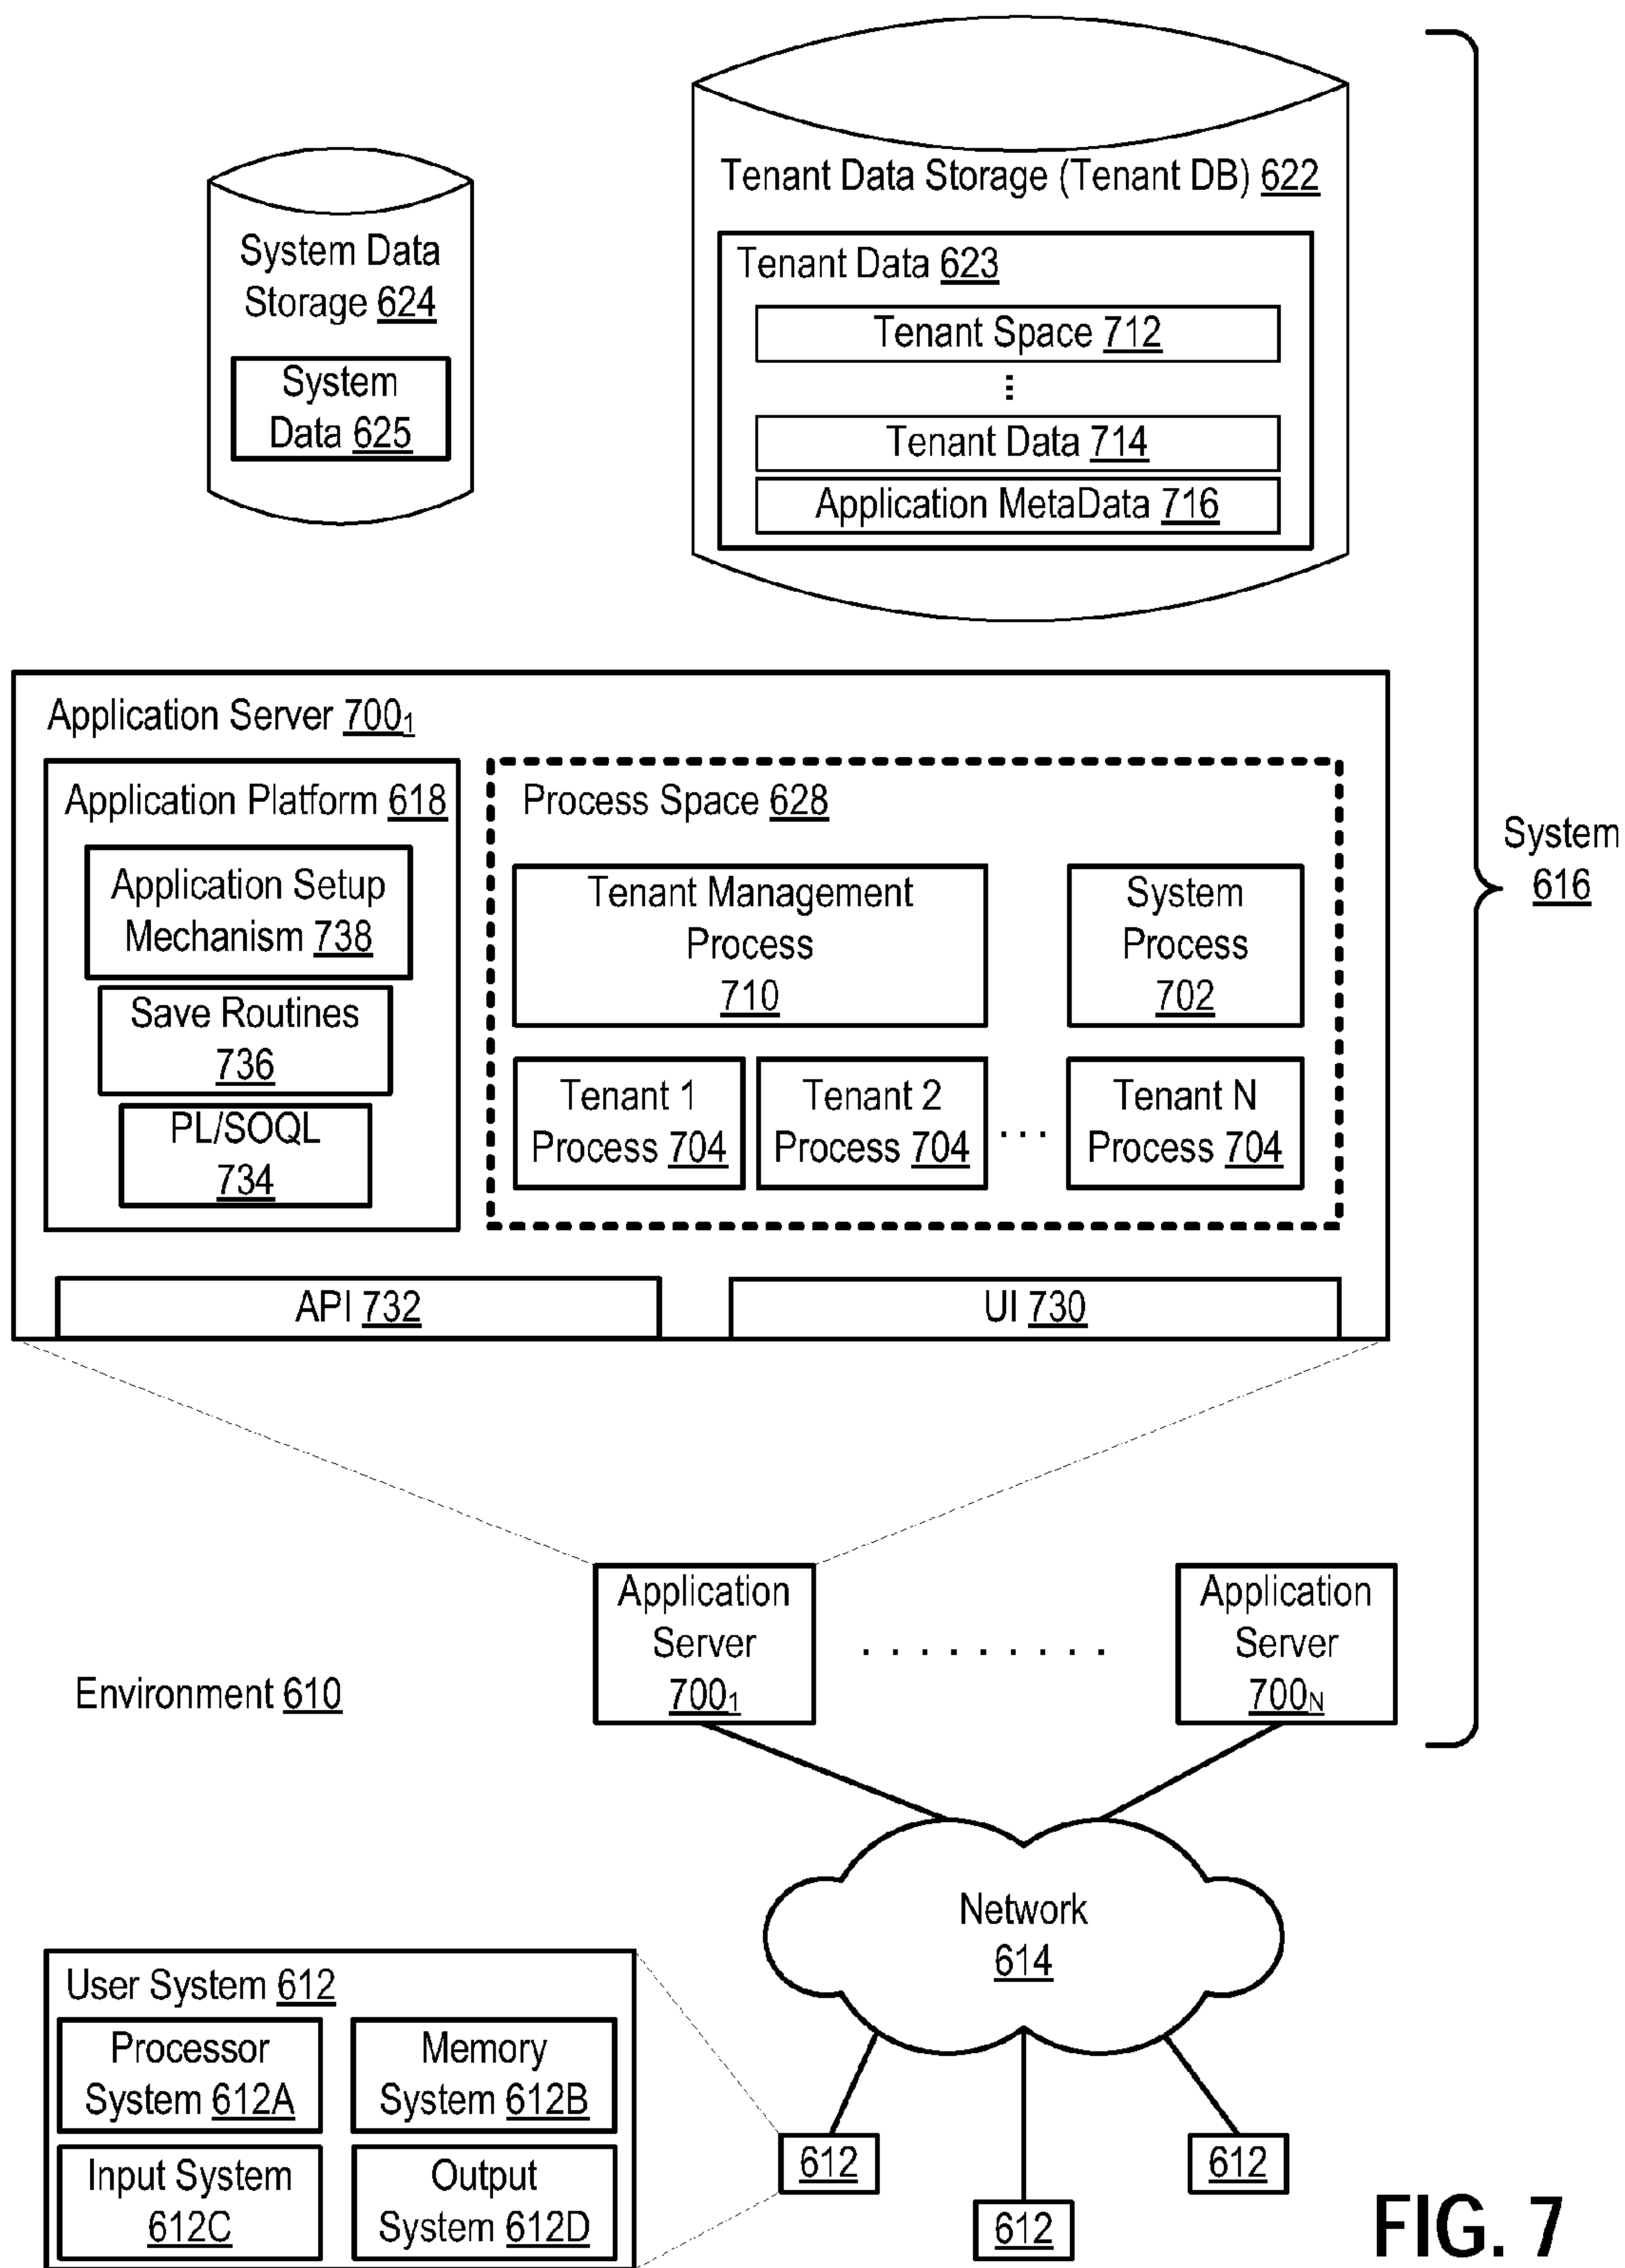 Tenant Data Storage (Tenant DB) 622
System Data
Storage 624
System
Data 625
Tenant Data 623
Tenant Space 712
Tenant Data 714
Application MetaData 716
Application Server 700₁
Application Platform 618
Application Setup
Mechanism 738
Save Routines
736
PL/SOQL
734
Process Space 628
Tenant Management
Process
710
System
Process
702
Tenant 1
Process 704
Tenant 2
Process 704
...
Tenant N
Process 704
API 732
UI 730
System
616
Application
Server
700₁
. . . . . . . . .
Application
Server
700N
Environment 610
Network
614
User System 612
Processor
System 612A
Memory
System 612B
Input System
612C
Output
System 612D
612
612
612
FIG. 7